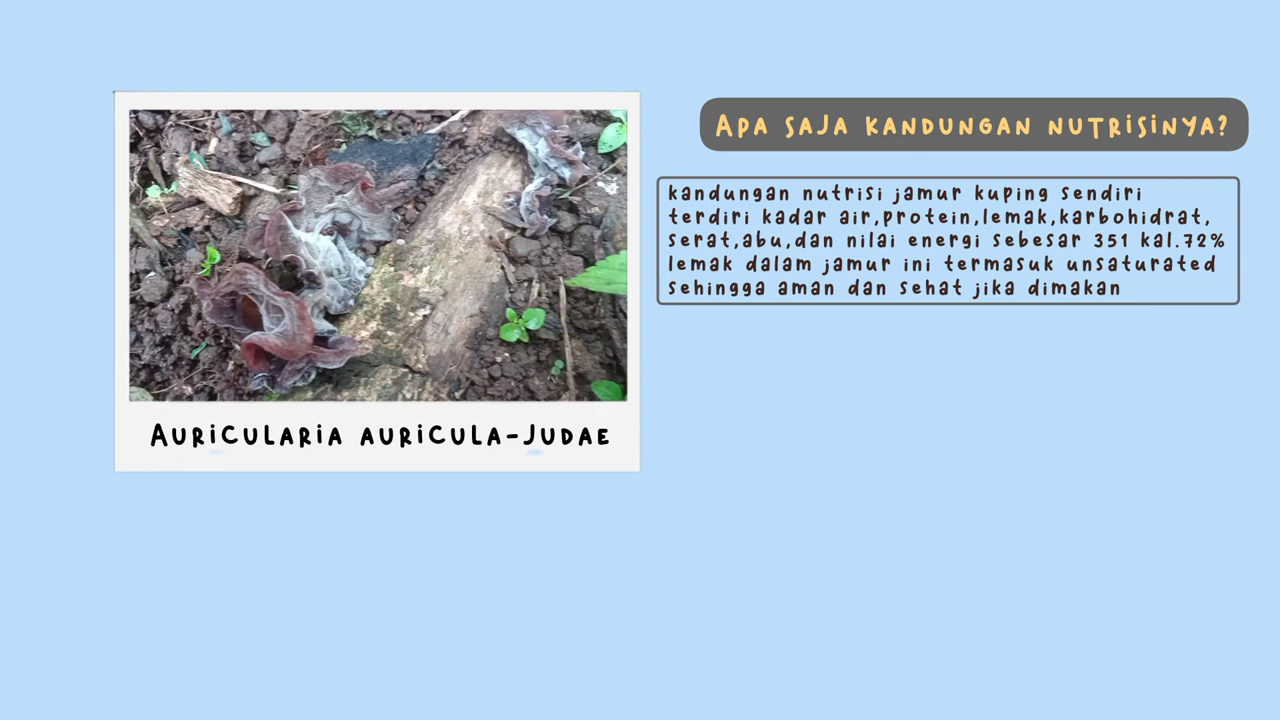 Auricularia auricula-Judae
Apa saja kandungan nutrisinya?
kandungan nutrisi jamur kuping sendiri
terdiri kadar air,protein,lemak,karbohidrat,
serat,abu,dan nilai energi sebesar 351 kal.72%
lemak dalam jamur ini termasuk unsaturated
sehingga aman dan sehat jika dimakan